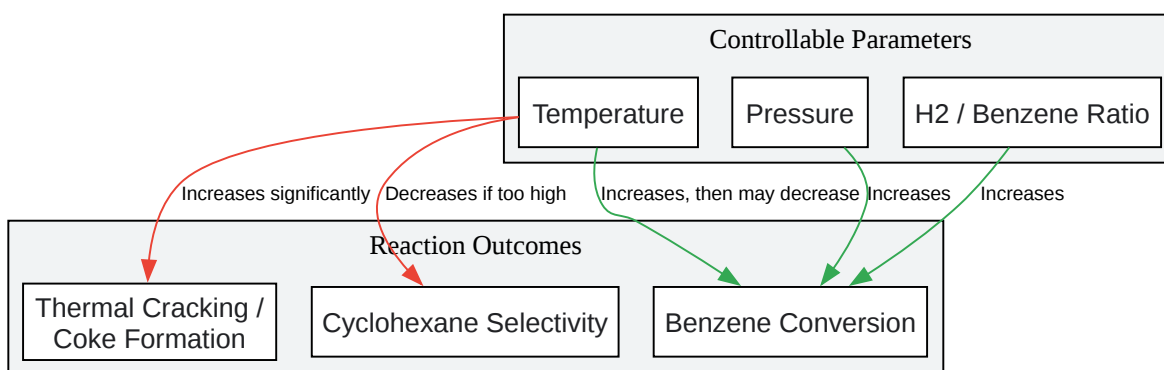 Controllable Parameters
Temperature
Pressure
H2 / Benzene Ratio
Increases significantly
Decreases if too high
Increases, then may decrease
Increases
Increases
Reaction Outcomes
Thermal Cracking /
Coke Formation
Cyclohexane Selectivity
Benzene Conversion